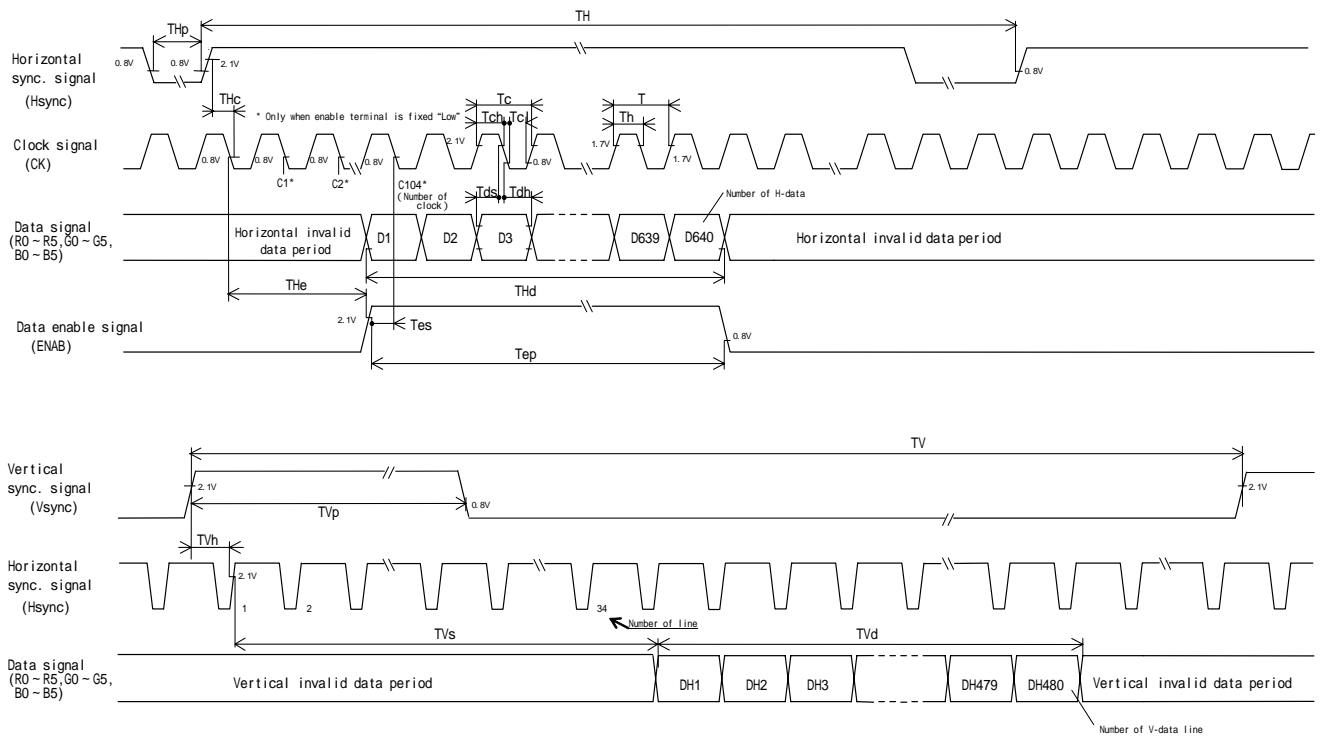 TH
THp
Horizontal
sync. signal
(Hsync)
0.8V
0.8V
2.1V
0.8V
THc
* Only when enable terminal is fixed “Low”
Tc
Tch
Tcl
T
Th
Clock signal
(CK)
0.8V
0.8V
0.8V
0.8V
2.1V
0.8V
1.7V
1.7V
C1*
C2*
C104*
(Number of
clock)
Tds
Tdh
Number of H-data
Data signal
(R0~R5,G0~G5,
B0~B5)
Horizontal invalid
data period
D1
D2
D3
D639
D640
Horizontal invalid data period
THe
THd
Data enable signal
(ENAB)
2.1V
Tes
0.8V
Tep
TV
Vertical
sync. signal
(Vsync)
2.1V
TVp
0.8V
2.1V
TVh
Horizontal
sync. signal
(Hsync)
2.1V
1
2
34
Number of line
TVs
TVd
Data signal
(R0~R5,G0~G5,
B0~B5)
Vertical invalid data period
DH1
DH2
DH3
DH479
DH480
Vertical invalid data period
Number of V-data line